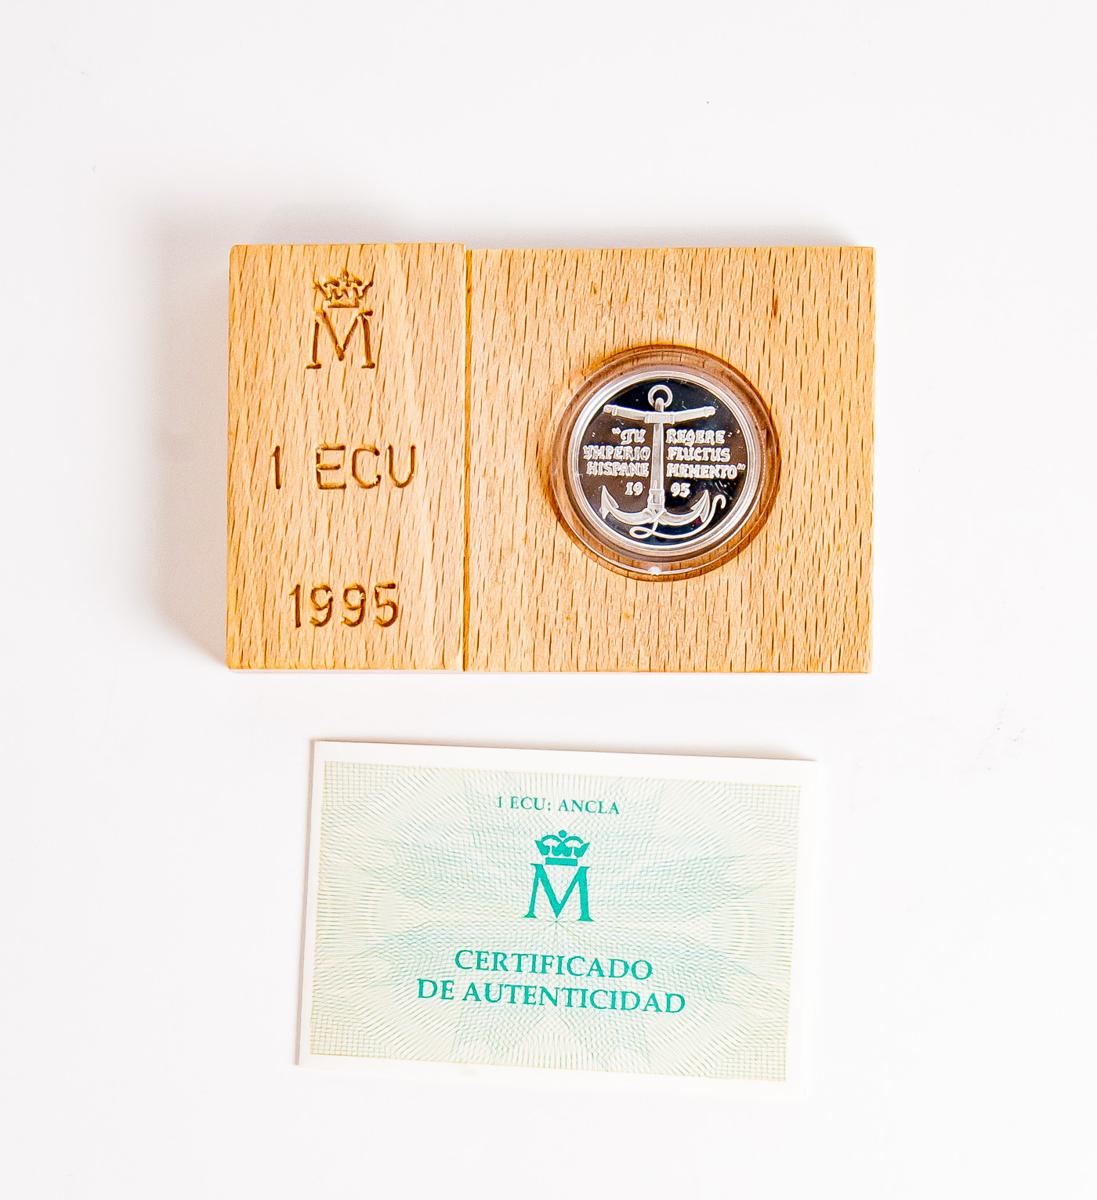 M
1 ECU
1995
"TU REGERE
YMPERIO FLUCTUS
HISPANE MEMENTO"
19 95
1 ECU: ANCLA
M
CERTIFICADO
DE AUTENTICIDAD